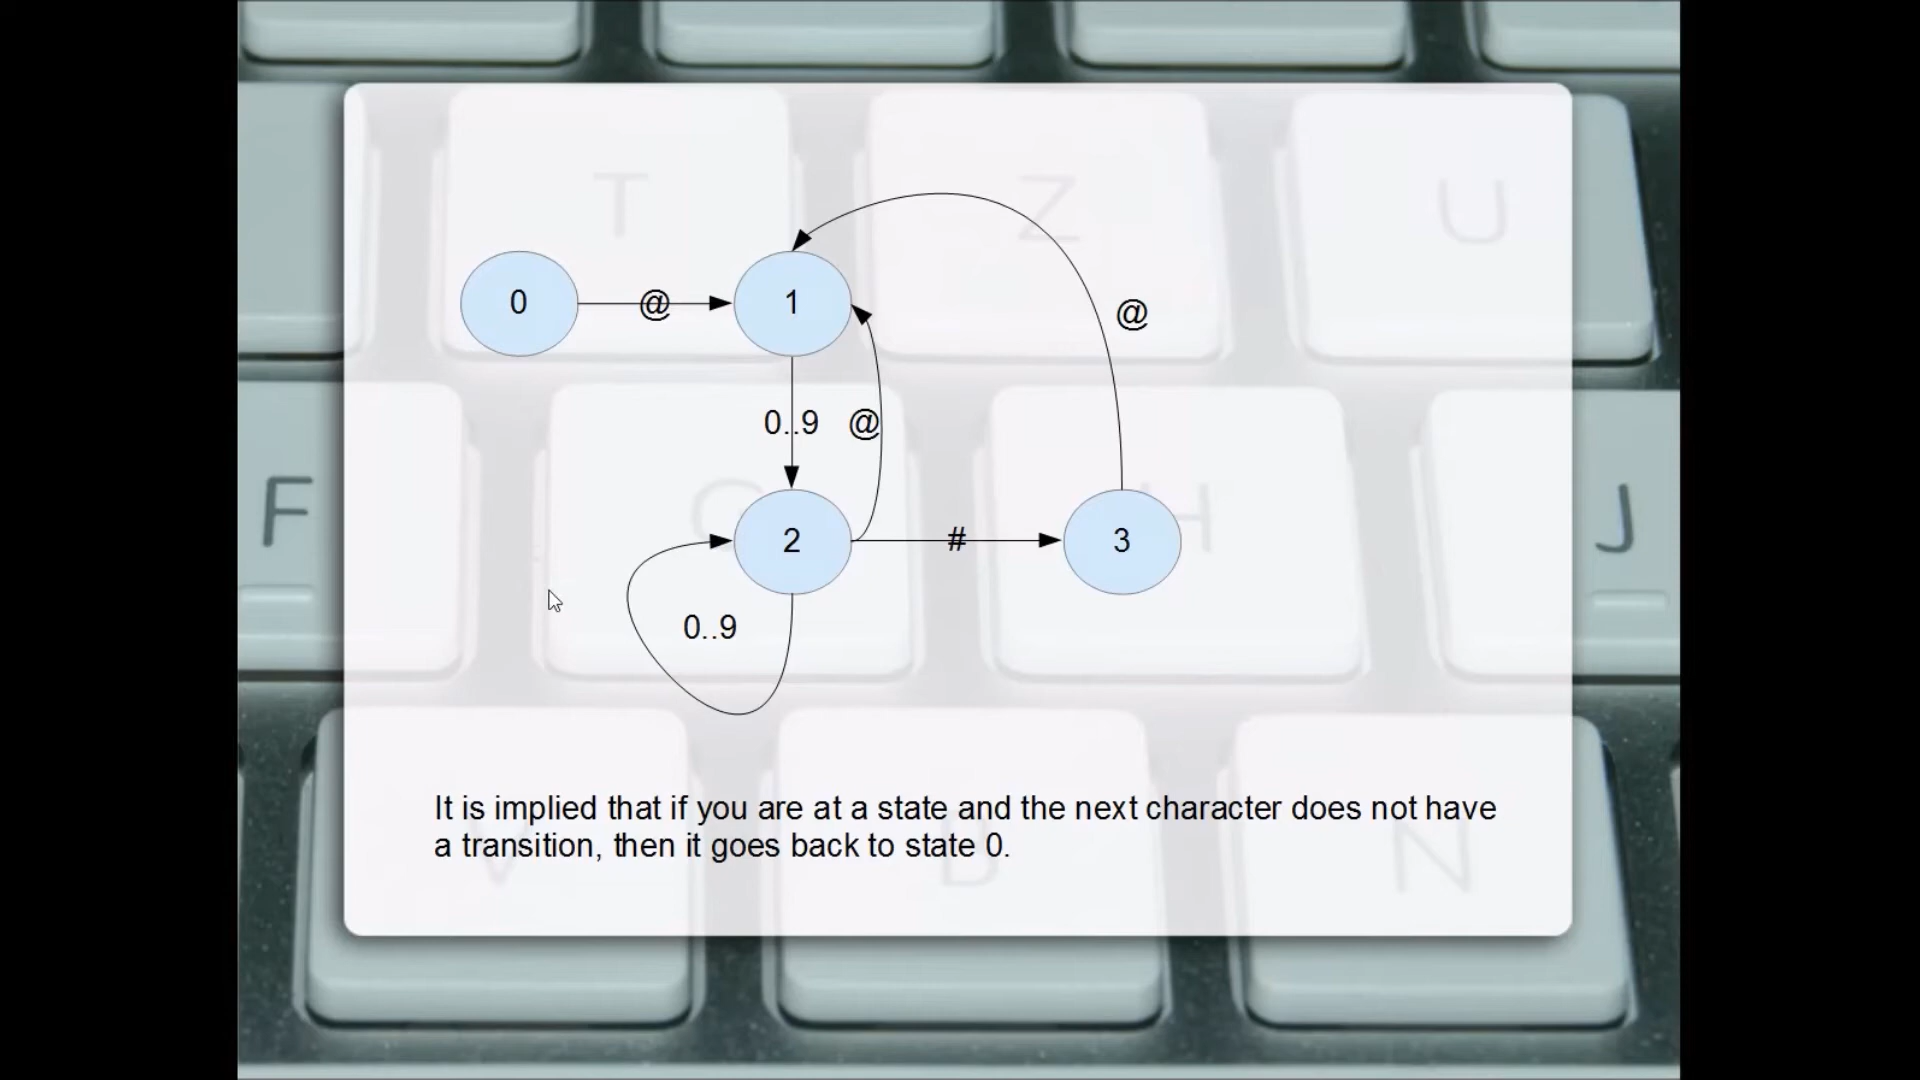 T Z U
@
0 @ 1
0..9 @
F G H J
2 # 3
0..9
It is implied that if you are at a state and the next character does not have
a transition, then it goes back to state 0.
V B N